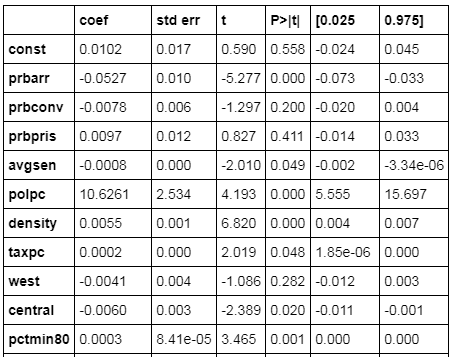 coef std err t P>|t| [0.025 0.975]
const 0.0102 0.017 0.590 0.558 -0.024 0.045
prbarr -0.0527 0.010 -5.277 0.000 -0.073 -0.033
prbconv -0.0078 0.006 -1.297 0.200 -0.020 0.004
prbpris 0.0097 0.012 0.827 0.411 -0.014 0.033
avgsen -0.0008 0.000 -2.010 0.049 -0.002 -3.34e-06
polpc 10.6261 2.534 4.193 0.000 5.555 15.697
density 0.0055 0.001 6.820 0.000 0.004 0.007
taxpc 0.0002 0.000 2.019 0.048 1.85e-06 0.000
west -0.0041 0.004 -1.086 0.282 -0.012 0.003
central -0.0060 0.003 -2.389 0.020 -0.011 -0.001
pctmin80 0.0003 8.41e-05 3.465 0.001 0.000 0.000